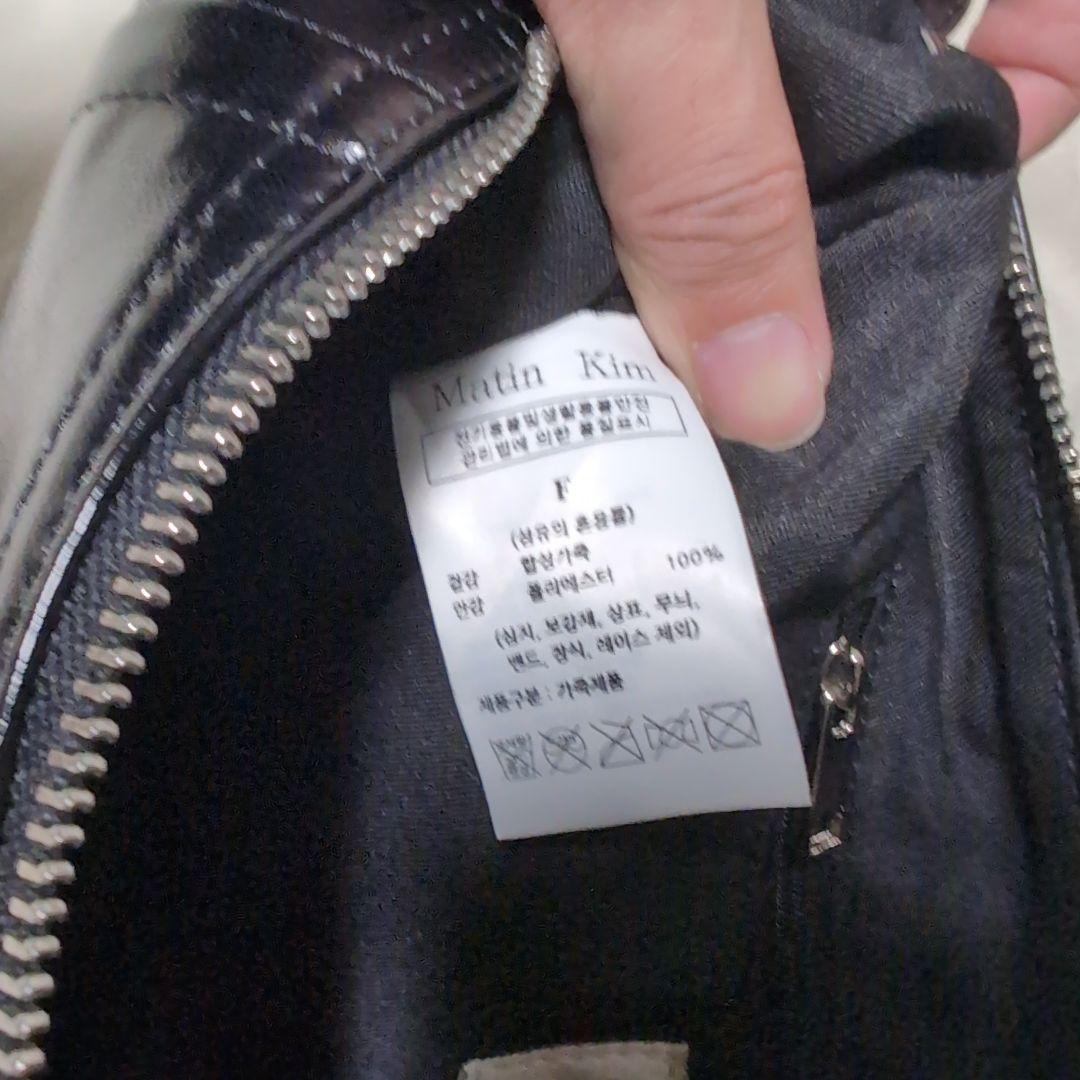 Matin Kim
전기용품및생활용품안전
관리법에 의한 품질표시
F
(섬유의 혼용률)
겉감 합성가죽
안감 폴리에스터 100%
(심지, 보강재, 상표, 무늬,
밴드, 장식, 레이스 제외)
제품구분 : 가죽제품